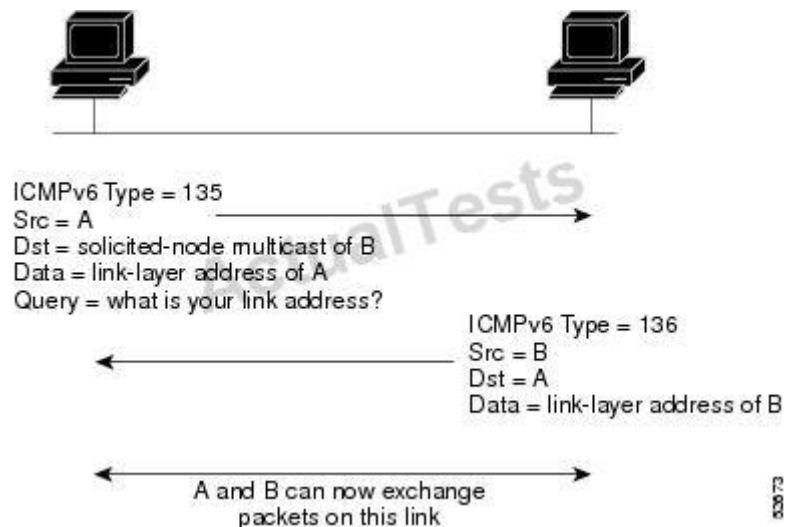 ICMPv6 Type = 135
Src = A
Dst = solicited-node multicast of B
Data = link-layer address of A
Query = what is your link address?
ActualTests
ICMPv6 Type = 136
Src = B
Dst = A
Data = link-layer address of B
A and B can now exchange
packets on this link